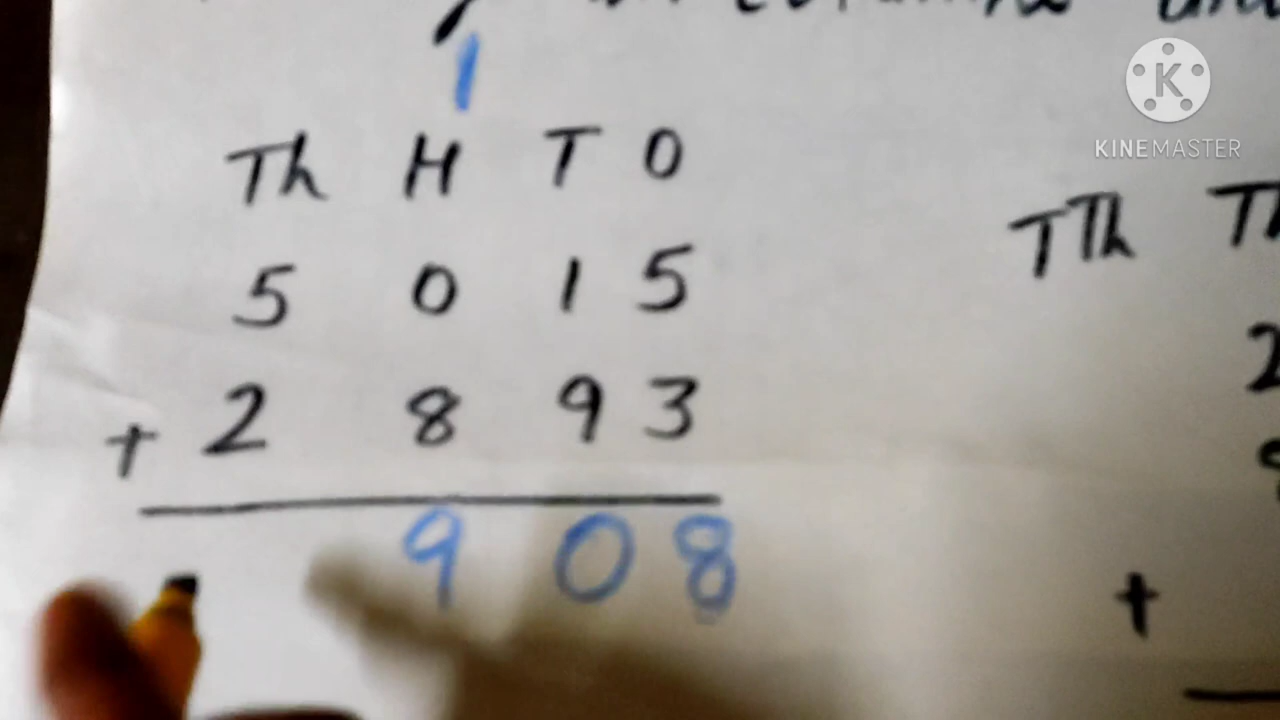 1
Th H T O
5 0 1 5
+ 2 8 9 3
9 0 8
TTh
+
KINEMASTER